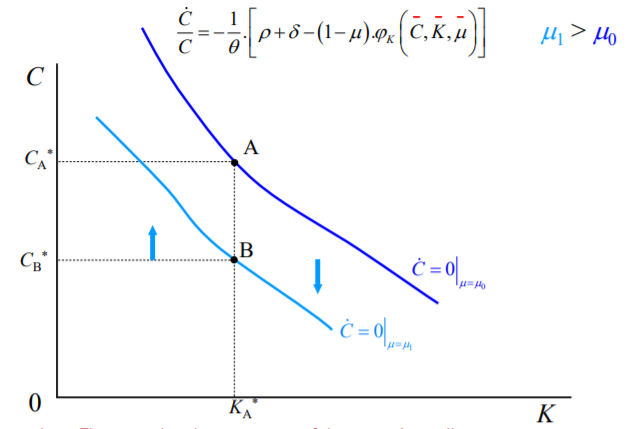 Ċ/C = −1/θ · [ρ + δ − (1 − μ).φ_K (C̄, K̄, μ̄)]
μ₁ > μ₀
C
C_A*
A
C_B*
B
Ċ = 0|_{μ=μ₀}
Ċ = 0|_{μ=μ₁}
0
K_A*
K